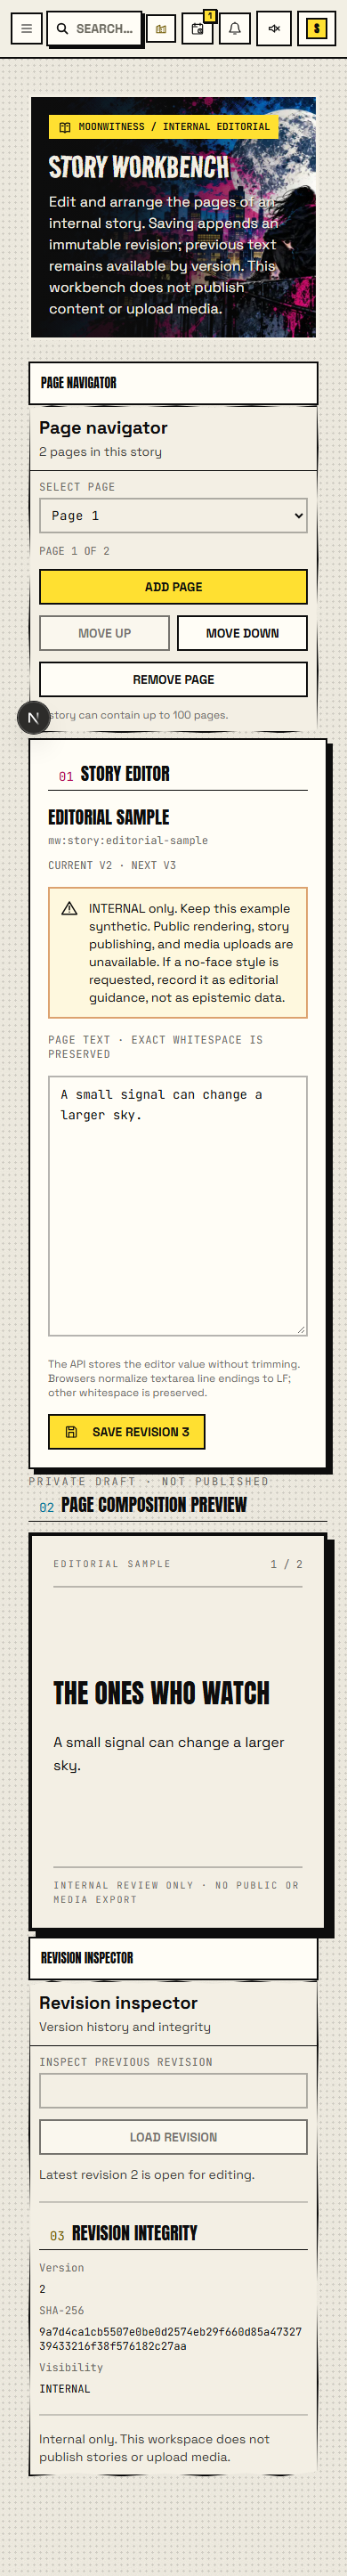 SEARCH...
1
$
MOONWITNESS / INTERNAL EDITORIAL
STORY WORKBENCH
Edit and arrange the pages of an
internal story. Saving appends an
immutable revision; previous text
remains available by version. This
workbench does not publish
content or upload media.
PAGE NAVIGATOR
Page navigator
2 pages in this story
SELECT PAGE
Page 1
PAGE 1 OF 2
ADD PAGE
MOVE UP
MOVE DOWN
REMOVE PAGE
N
story can contain up to 100 pages.
01 STORY EDITOR
EDITORIAL SAMPLE
mw:story:editorial-sample
CURRENT V2 · NEXT V3
INTERNAL only. Keep this example
synthetic. Public rendering, story
publishing, and media uploads are
unavailable. If a no-face style is
requested, record it as editorial
guidance, not as epistemic data.
PAGE TEXT · EXACT WHITESPACE IS
PRESERVED
A small signal can change a
larger sky.
The API stores the editor value without trimming.
Browsers normalize textarea line endings to LF;
other whitespace is preserved.
SAVE REVISION 3
PRIVATE DRAFT · NOT PUBLISHED
02 PAGE COMPOSITION PREVIEW
EDITORIAL SAMPLE
1 / 2
THE ONES WHO WATCH
A small signal can change a larger
sky.
INTERNAL REVIEW ONLY · NO PUBLIC OR
MEDIA EXPORT
REVISION INSPECTOR
Revision inspector
Version history and integrity
INSPECT PREVIOUS REVISION
LOAD REVISION
Latest revision 2 is open for editing.
03 REVISION INTEGRITY
Version
2
SHA-256
9a7d4ca1cb5507e0be0d2574eb29f660d85a47327
39433216f38f576182c27aa
Visibility
INTERNAL
Internal only. This workspace does not
publish stories or upload media.